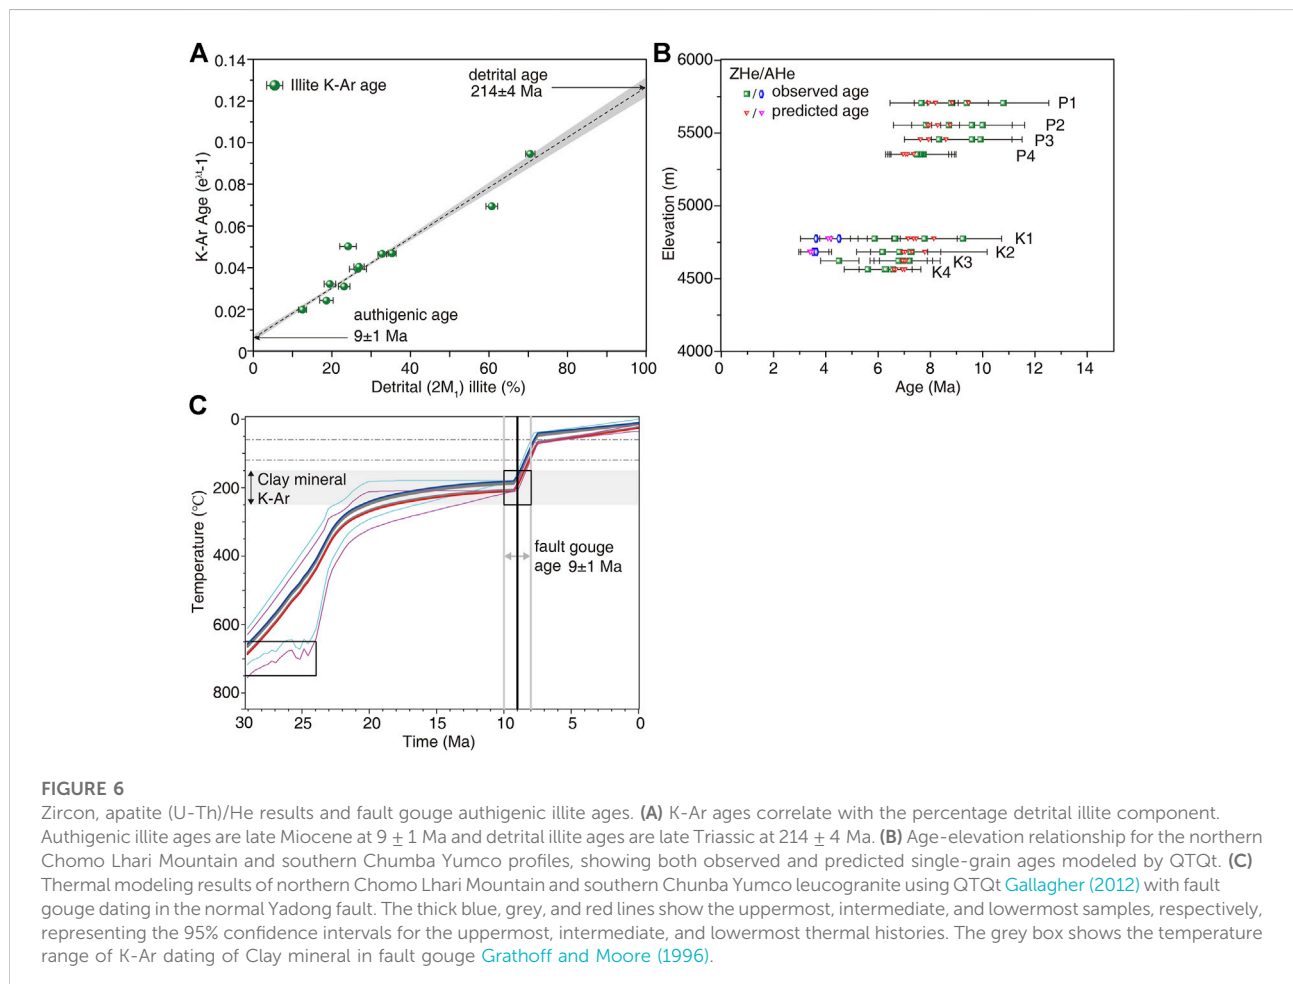 A
0.14
0.12
0.10
0.08
0.06
0.04
0.02
0
K-Ar Age (e^λt-1)
Illite K-Ar age
detrital age
214±4 Ma
authigenic age
9±1 Ma
0 20 40 60 80 100
Detrital (2M₁) illite (%)
B
6000
5500
5000
4500
4000
Elevation (m)
ZHe/AHe
/ observed age
/ predicted age
P1
P2
P3
P4
K1
K2
K3
K4
0 2 4 6 8 10 12 14
Age (Ma)
C
0
200
400
600
800
Temperature (°C)
Clay mineral
K-Ar
fault gouge
age 9±1 Ma
30 25 20 15 10 5 0
Time (Ma)
FIGURE 6
Zircon, apatite (U-Th)/He results and fault gouge authigenic illite ages. (A) K-Ar ages correlate with the percentage detrital illite component.
Authigenic illite ages are late Miocene at 9 ± 1 Ma and detrital illite ages are late Triassic at 214 ± 4 Ma. (B) Age-elevation relationship for the northern
Chomo Lhari Mountain and southern Chumba Yumco profiles, showing both observed and predicted single-grain ages modeled by QTQt. (C)
Thermal modeling results of northern Chomo Lhari Mountain and southern Chunba Yumco leucogranite using QTQt Gallagher (2012) with fault
gouge dating in the normal Yadong fault. The thick blue, grey, and red lines show the uppermost, intermediate, and lowermost samples, respectively,
representing the 95% confidence intervals for the uppermost, intermediate, and lowermost thermal histories. The grey box shows the temperature
range of K-Ar dating of Clay mineral in fault gouge Grathoff and Moore (1996).